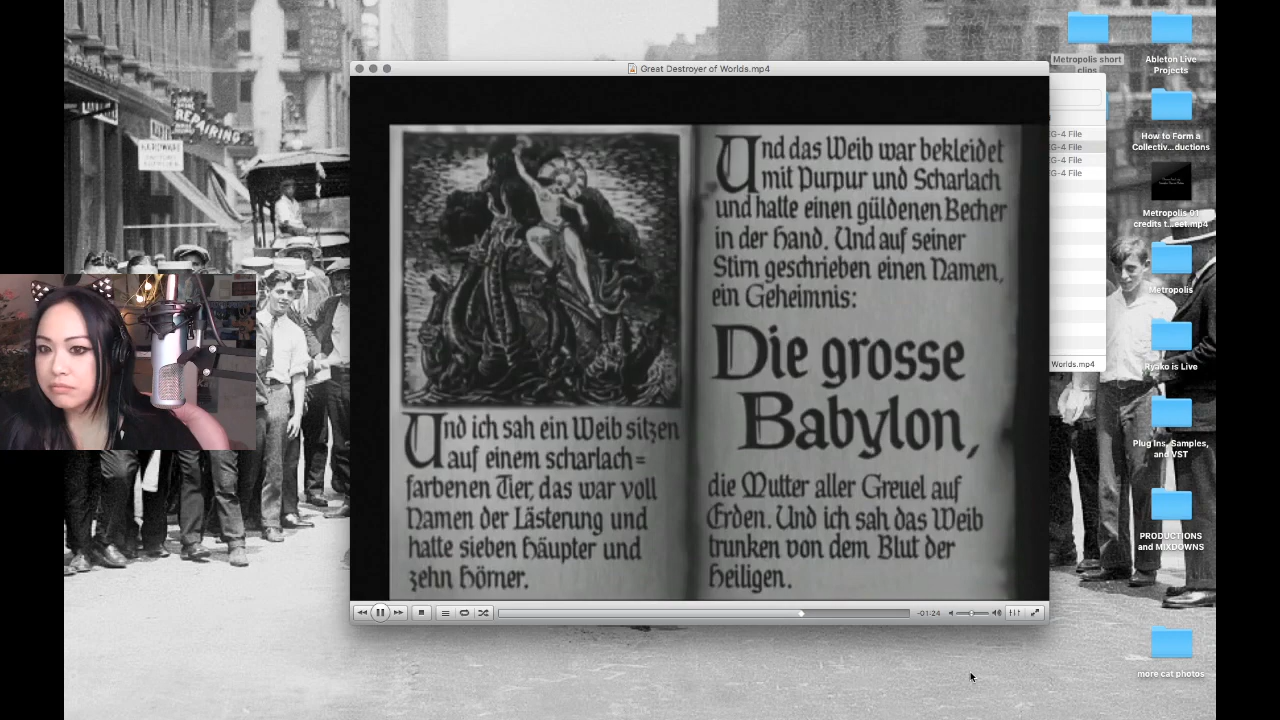 REPAIRING
HARDWARE
Great Destroyer of Worlds.mp4
Und ich sah ein Weib sitzen
auf einem scharlach=
farbenen Tier, das war voll
Namen der Lästerung und
hatte sieben Häupter und
zehn Hörner.
Und das Weib war bekleidet
mit Purpur und Scharlach
und hatte einen güldenen Becher
in der Hand. Und auf seiner
Stirn geschrieben einen Namen,
ein Geheimnis:
Die grosse
Babylon,
die Mutter aller Greuel auf
Erden. Und ich sah das Weib
trunken von dem Blut der
Heiligen.
-01:24
G-4 File
G-4 File
G-4 File
G-4 File
Worlds.mp4
Metropolis short
clips
Ableton Live
Projects
How to Form a
Collectiv...ductions
Metropolis 01
credits t...eet.mp4
Metropolis
Ryako is Live
Plug Ins, Samples,
and VST
PRODUCTIONS
and MIXDOWNS
more cat photos